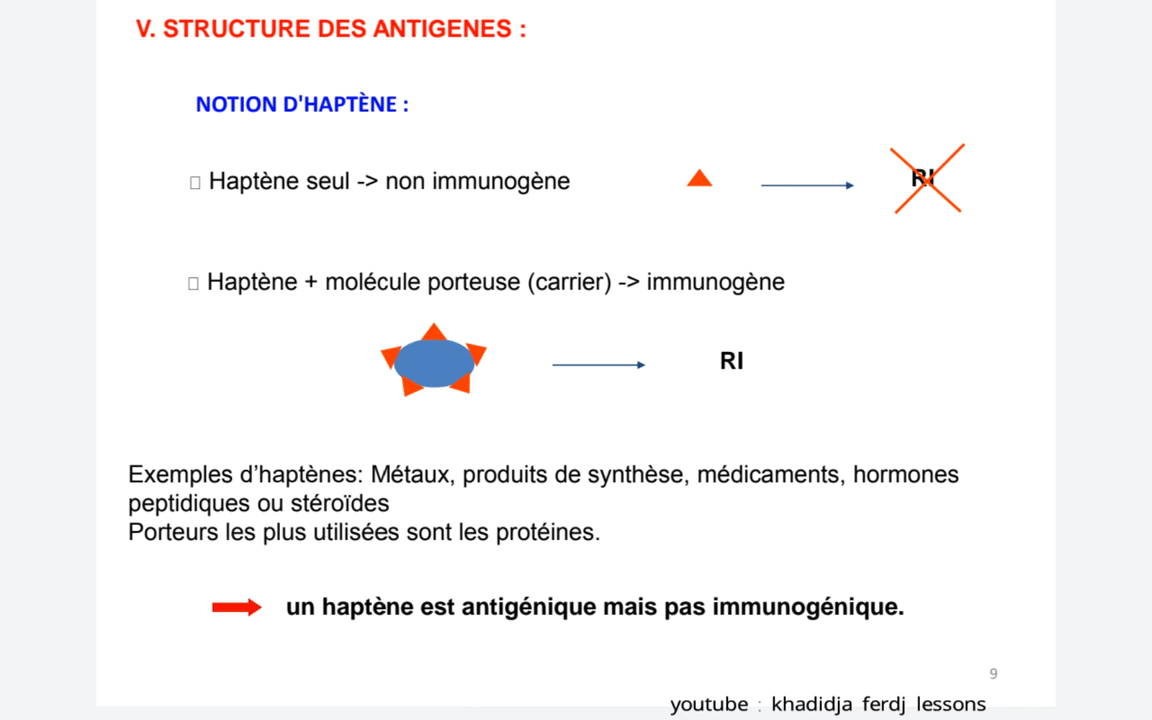 V. STRUCTURE DES ANTIGENES :
NOTION D'HAPTÈNE :
Haptène seul -> non immunogène
RI
Haptène + molécule porteuse (carrier) -> immunogène
RI
Exemples d’haptènes: Métaux, produits de synthèse, médicaments, hormones
peptidiques ou stéroïdes
Porteurs les plus utilisées sont les protéines.
un haptène est antigénique mais pas immunogénique.
9
youtube : khadidja ferdj lessons